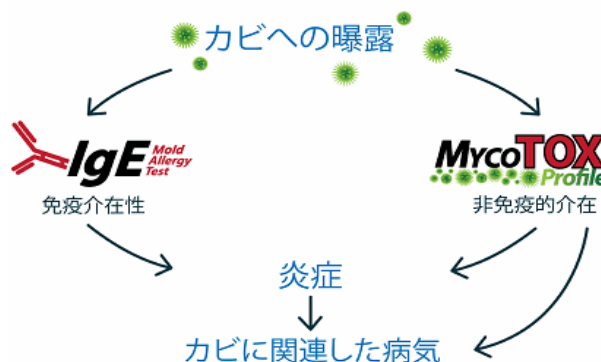 カビへの曝露
IgE Mold
Allergy
Test
MycoTOX
Profile
免疫介在性
非免疫的介在
炎症
カビに関連した病気